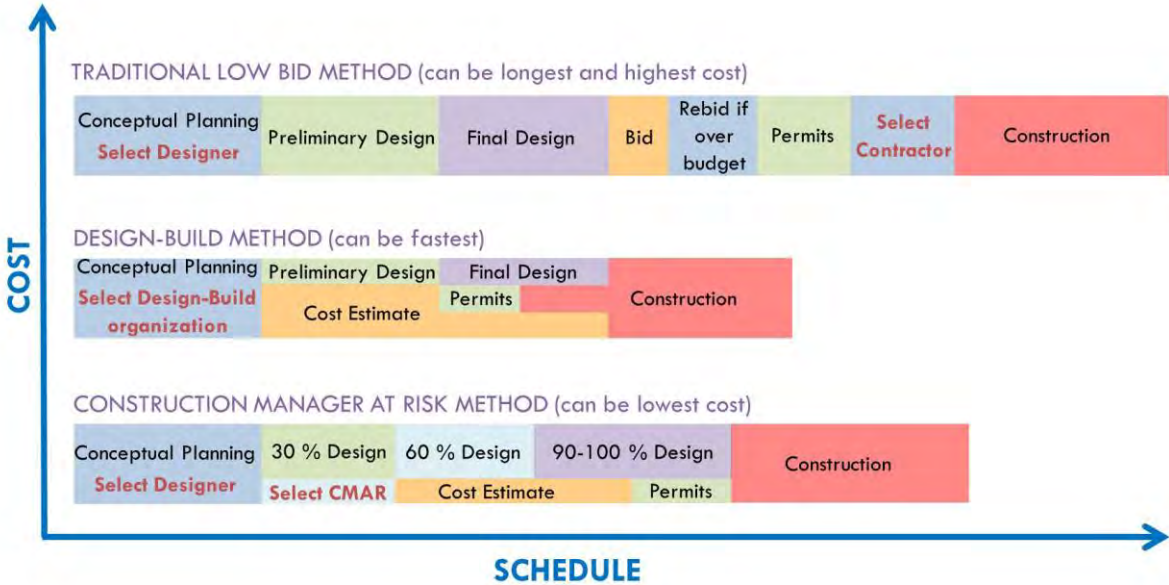 COST
TRADITIONAL LOW BID METHOD (can be longest and highest cost)
Conceptual Planning
Select Designer
Preliminary Design
Final Design
Bid
Rebid if
over
budget
Permits
Select
Contractor
Construction
DESIGN-BUILD METHOD (can be fastest)
Conceptual Planning
Select Design-Build
organization
Preliminary Design
Final Design
Cost Estimate
Permits
Construction
CONSTRUCTION MANAGER AT RISK METHOD (can be lowest cost)
Conceptual Planning
Select Designer
30 % Design
60 % Design
90-100 % Design
Select CMAR
Cost Estimate
Permits
Construction
SCHEDULE